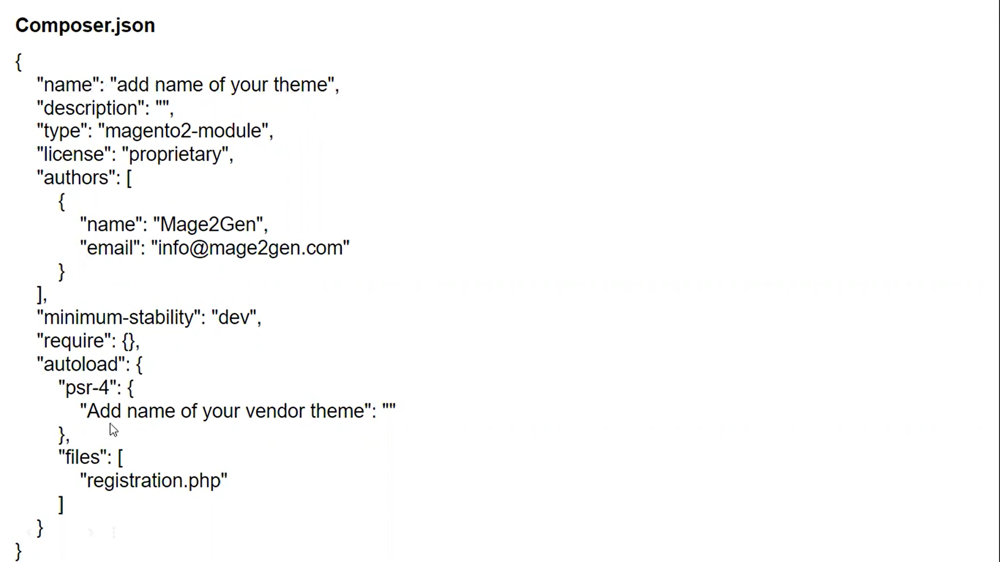 Composer.json
{
"name": "add name of your theme",
"description": "",
"type": "magento2-module",
"license": "proprietary",
"authors": [
{
"name": "Mage2Gen",
"email": "info@mage2gen.com"
}
],
"minimum-stability": "dev",
"require": {},
"autoload": {
"psr-4": {
"Add name of your vendor theme": ""
},
"files": [
"registration.php"
]
}
}